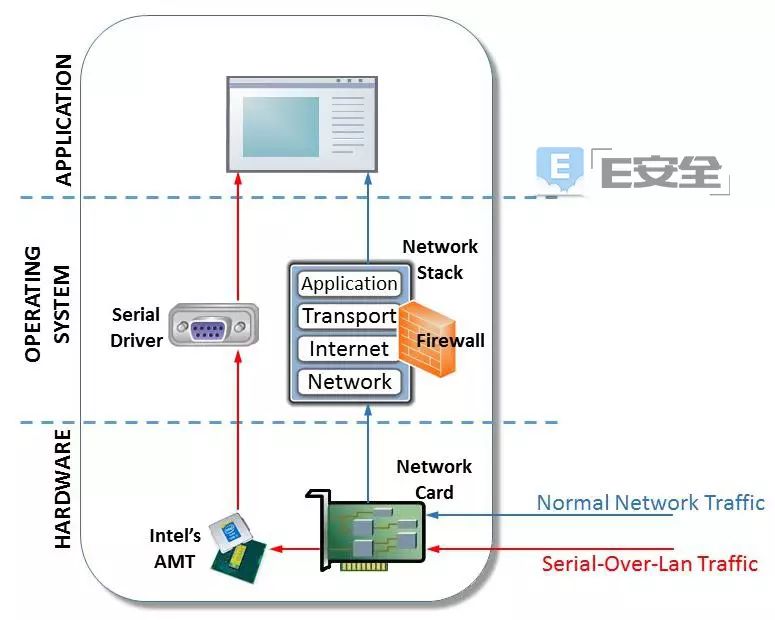 APPLICATION
E
E安全
OPERATING
SYSTEM
Network
Stack
Application
Transport
Internet
Network
Firewall
Serial
Driver
HARDWARE
Network
Card
Intel's
AMT
Normal Network Traffic
Serial-Over-Lan Traffic